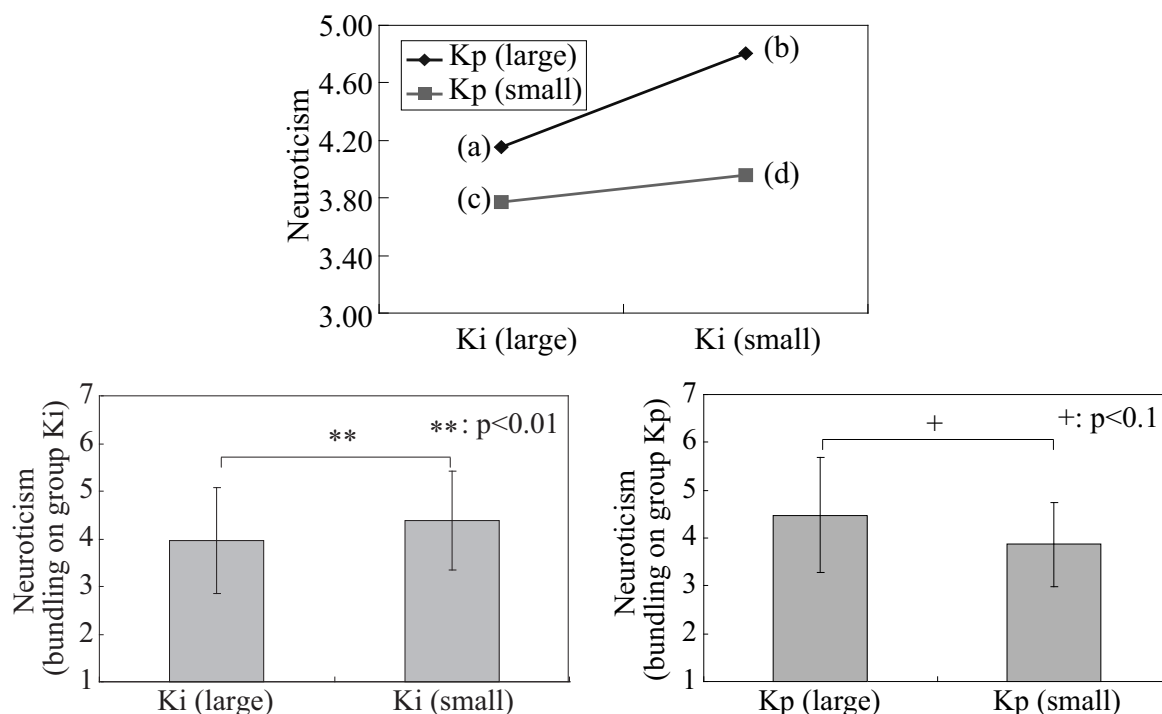 5.00
4.60
4.20
3.80
3.40
3.00
Neuroticism
Kp (large)
Kp (small)
(a)
(b)
(c)
(d)
Ki (large)
Ki (small)
7
6
5
4
3
2
1
Neuroticism
(bundling on group Ki)
**
**: p<0.01
Ki (large)
Ki (small)
7
6
5
4
3
2
1
Neuroticism
(bundling on group Kp)
+
+: p<0.1
Kp (large)
Kp (small)